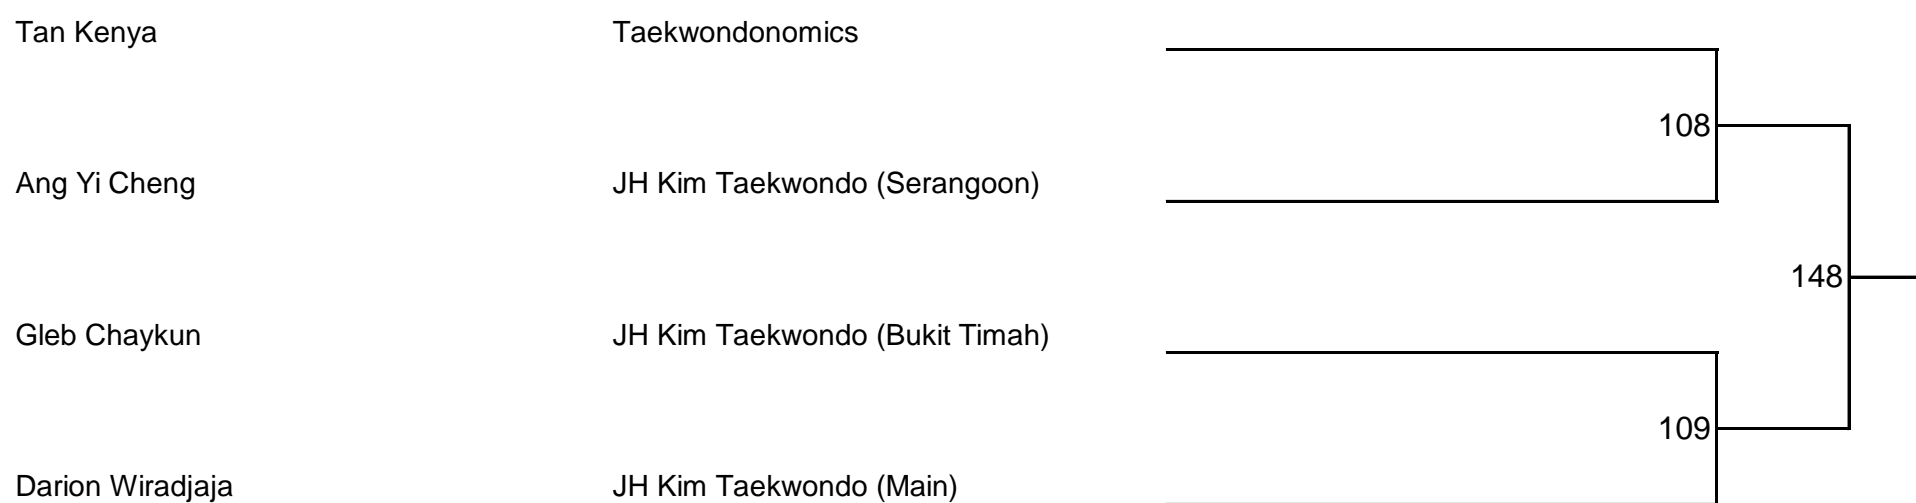 Tan Kenya Taekwondonomics
108
Ang Yi Cheng JH Kim Taekwondo (Serangoon)
148
Gleb Chaykun JH Kim Taekwondo (Bukit Timah)
109
Darion Wiradjaja JH Kim Taekwondo (Main)